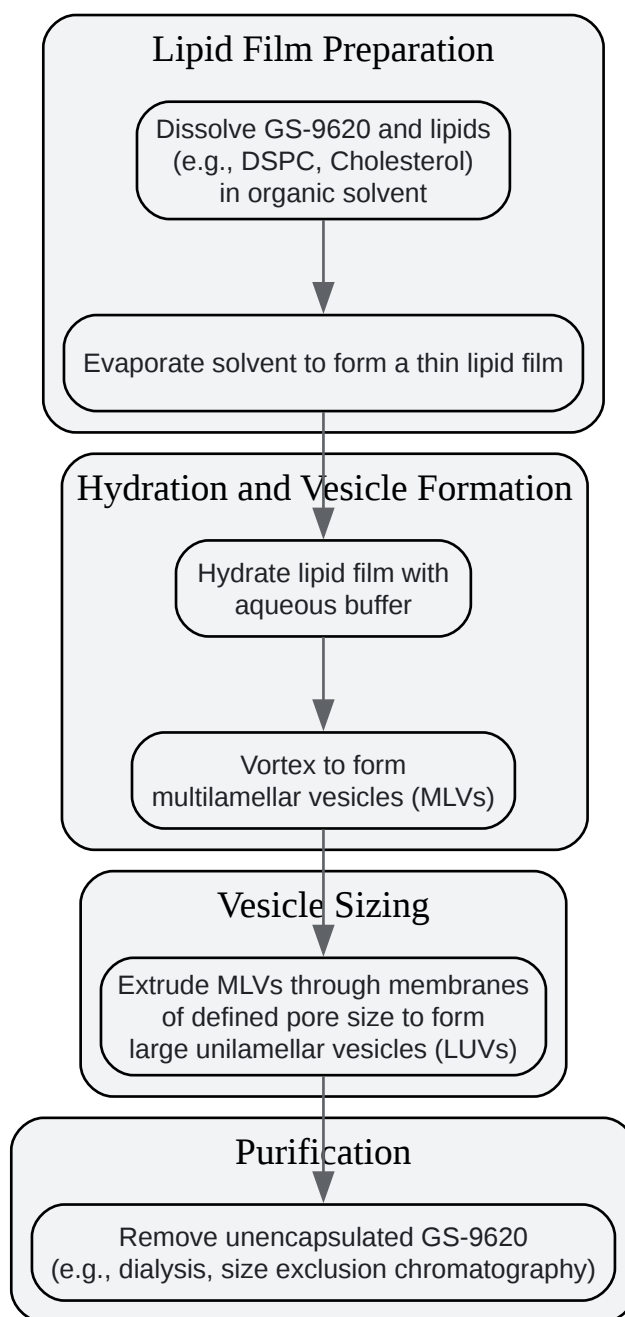 Lipid Film Preparation
Dissolve GS-9620 and lipids
(e.g., DSPC, Cholesterol)
in organic solvent
Evaporate solvent to form a thin lipid film
Hydration and Vesicle Formation
Hydrate lipid film with
aqueous buffer
Vortex to form
multilamellar vesicles (MLVs)
Vesicle Sizing
Extrude MLVs through membranes
of defined pore size to form
large unilamellar vesicles (LUVs)
Purification
Remove unencapsulated GS-9620
(e.g., dialysis, size exclusion chromatography)